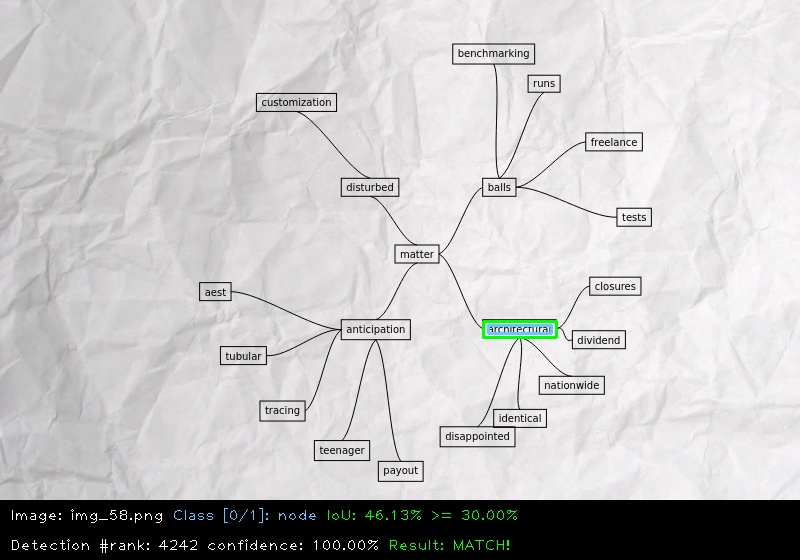 benchmarking
runs
customization
freelance
disturbed
balls
tests
matter
closures
aest
anticipation
architectural
dividend
tubular
nationwide
tracing
identical
disappointed
teenager
payout
Image: img_58.png Class [0/1]: node IoU: 46.13% >= 30.00%
Detection #rank: 4242 confidence: 100.00% Result: MATCH!